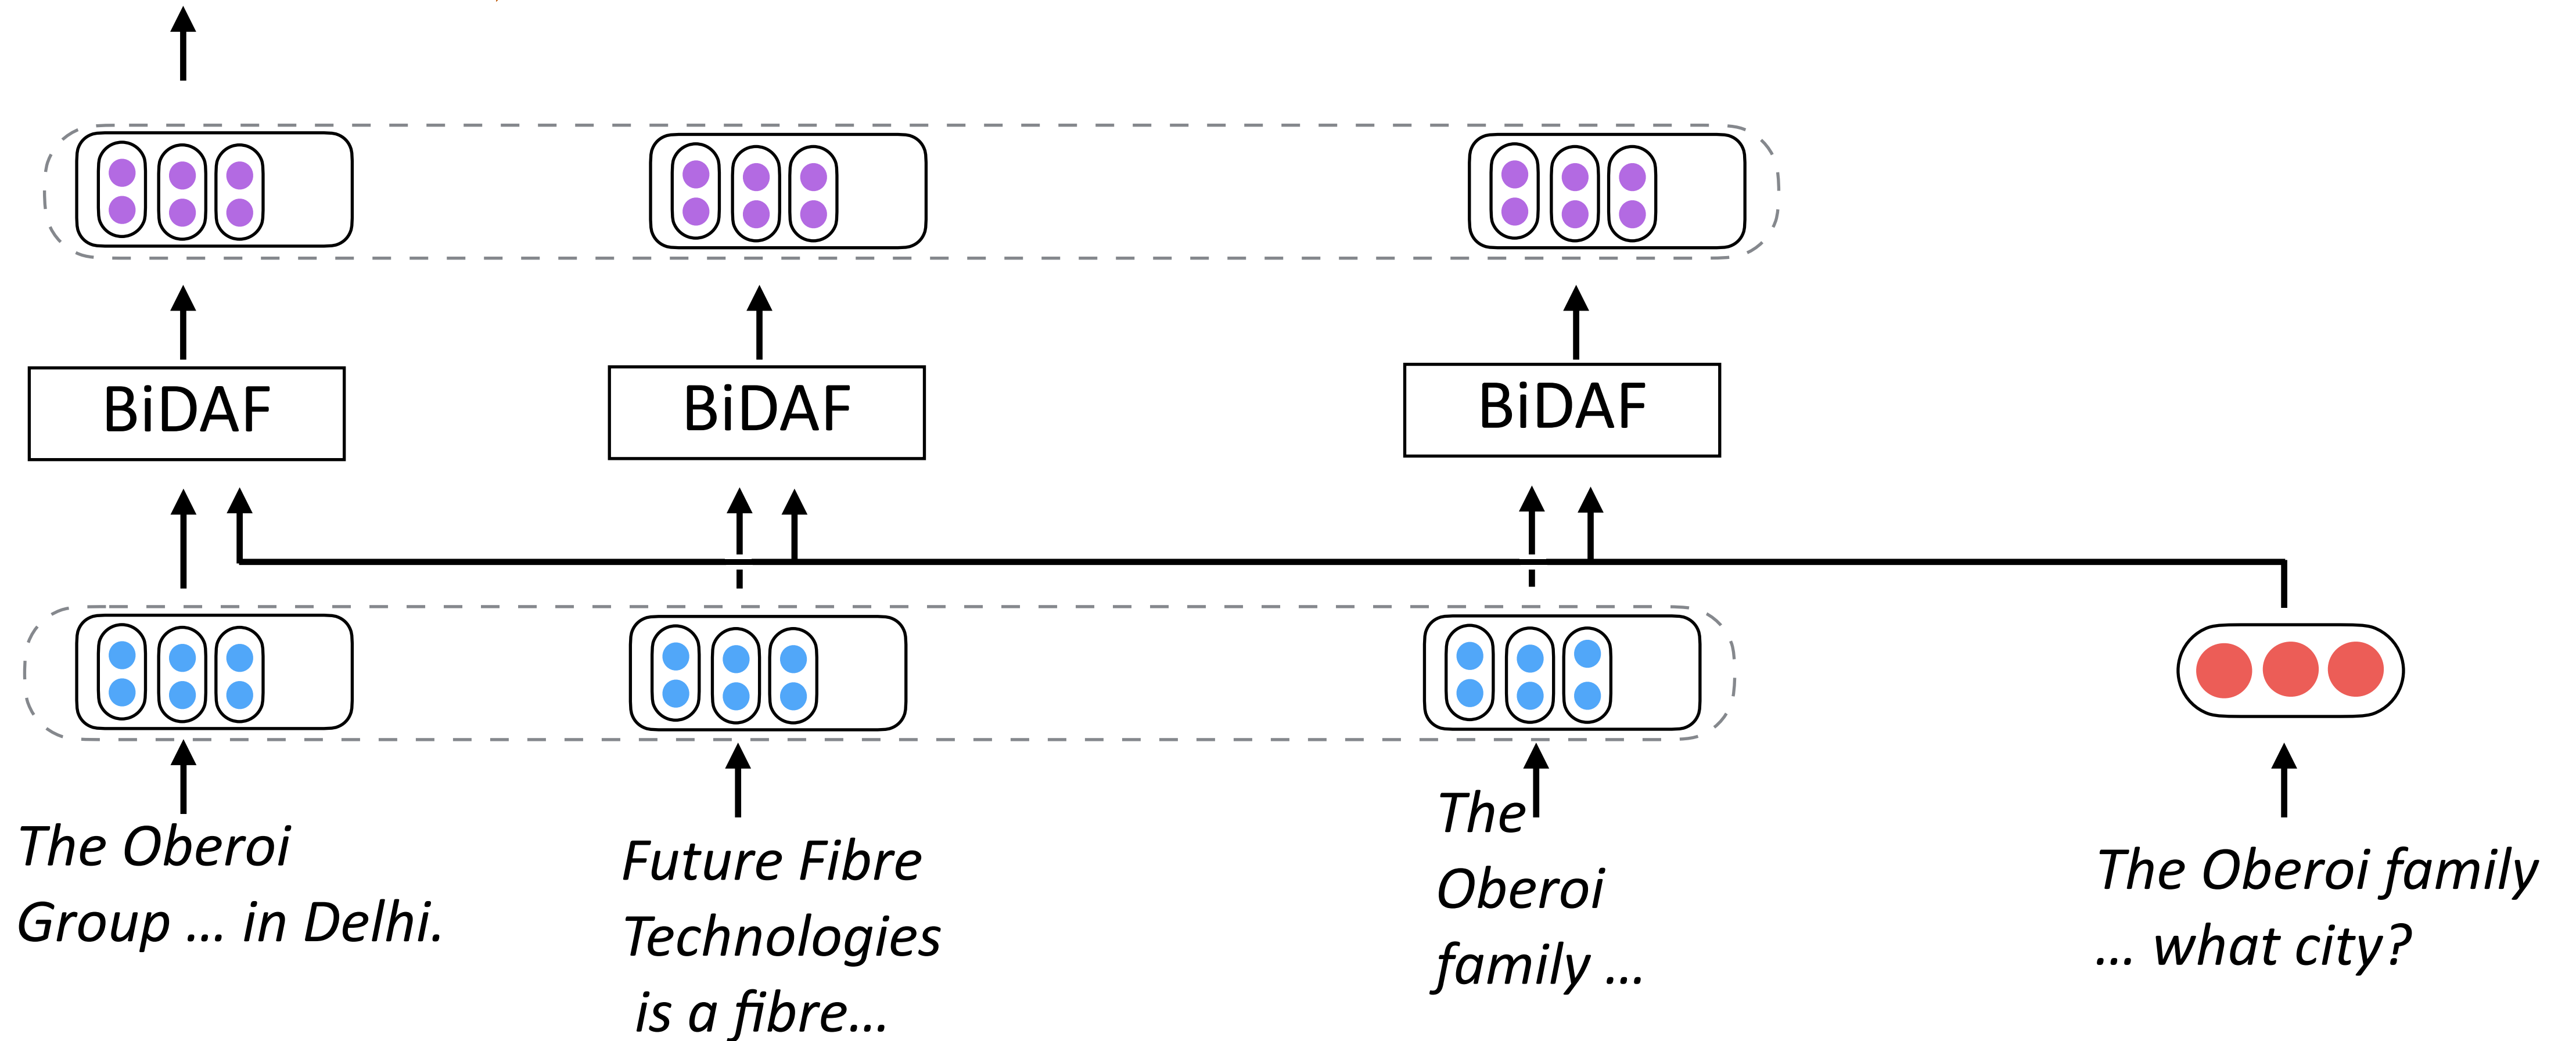 BiDAF
BiDAF
BiDAF
The Oberoi
Group ... in Delhi.
Future Fibre
Technologies
is a fibre...
The
Oberoi
family ...
The Oberoi family
... what city?